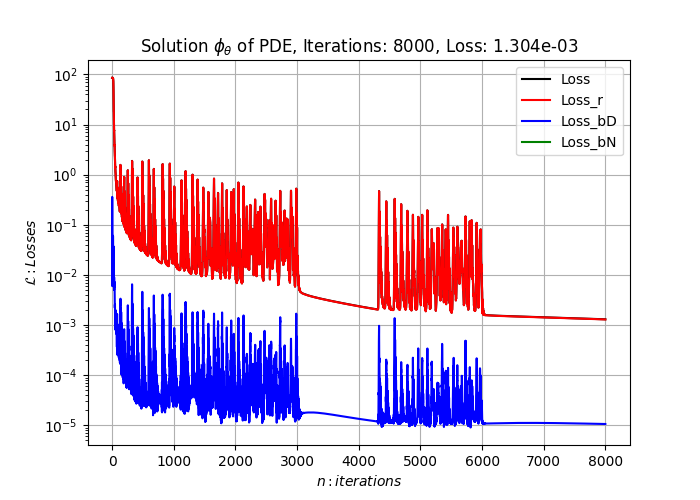 Solution ϕ_θ of PDE, Iterations: 8000, Loss: 1.304e-03
Loss
Loss_r
Loss_bD
Loss_bN
ℒ : Losses
10²
10¹
10⁰
10⁻¹
10⁻²
10⁻³
10⁻⁴
10⁻⁵
0 1000 2000 3000 4000 5000 6000 7000 8000
n : iterations